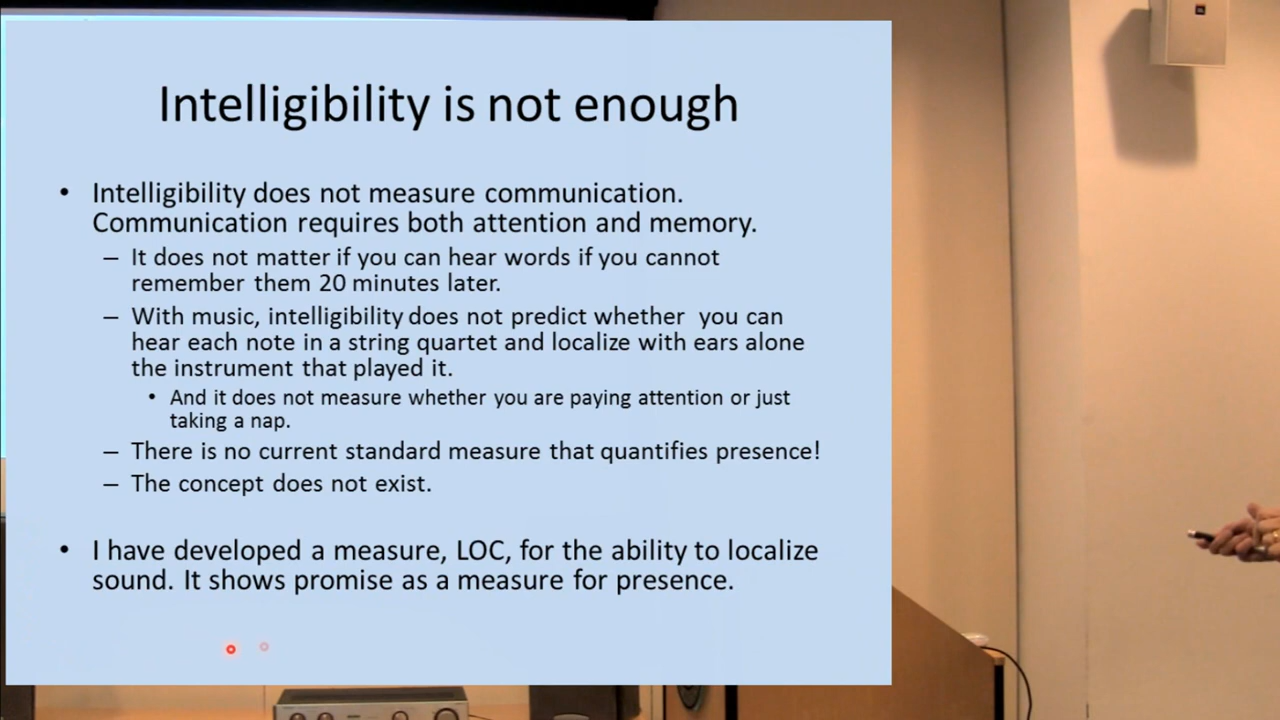 Intelligibility is not enough
• Intelligibility does not measure communication.
Communication requires both attention and memory.
– It does not matter if you can hear words if you cannot
remember them 20 minutes later.
– With music, intelligibility does not predict whether  you can
hear each note in a string quartet and localize with ears alone
the instrument that played it.
• And it does not measure whether you are paying attention or just
taking a nap.
– There is no current standard measure that quantifies presence!
– The concept does not exist.
• I have developed a measure, LOC, for the ability to localize
sound. It shows promise as a measure for presence.